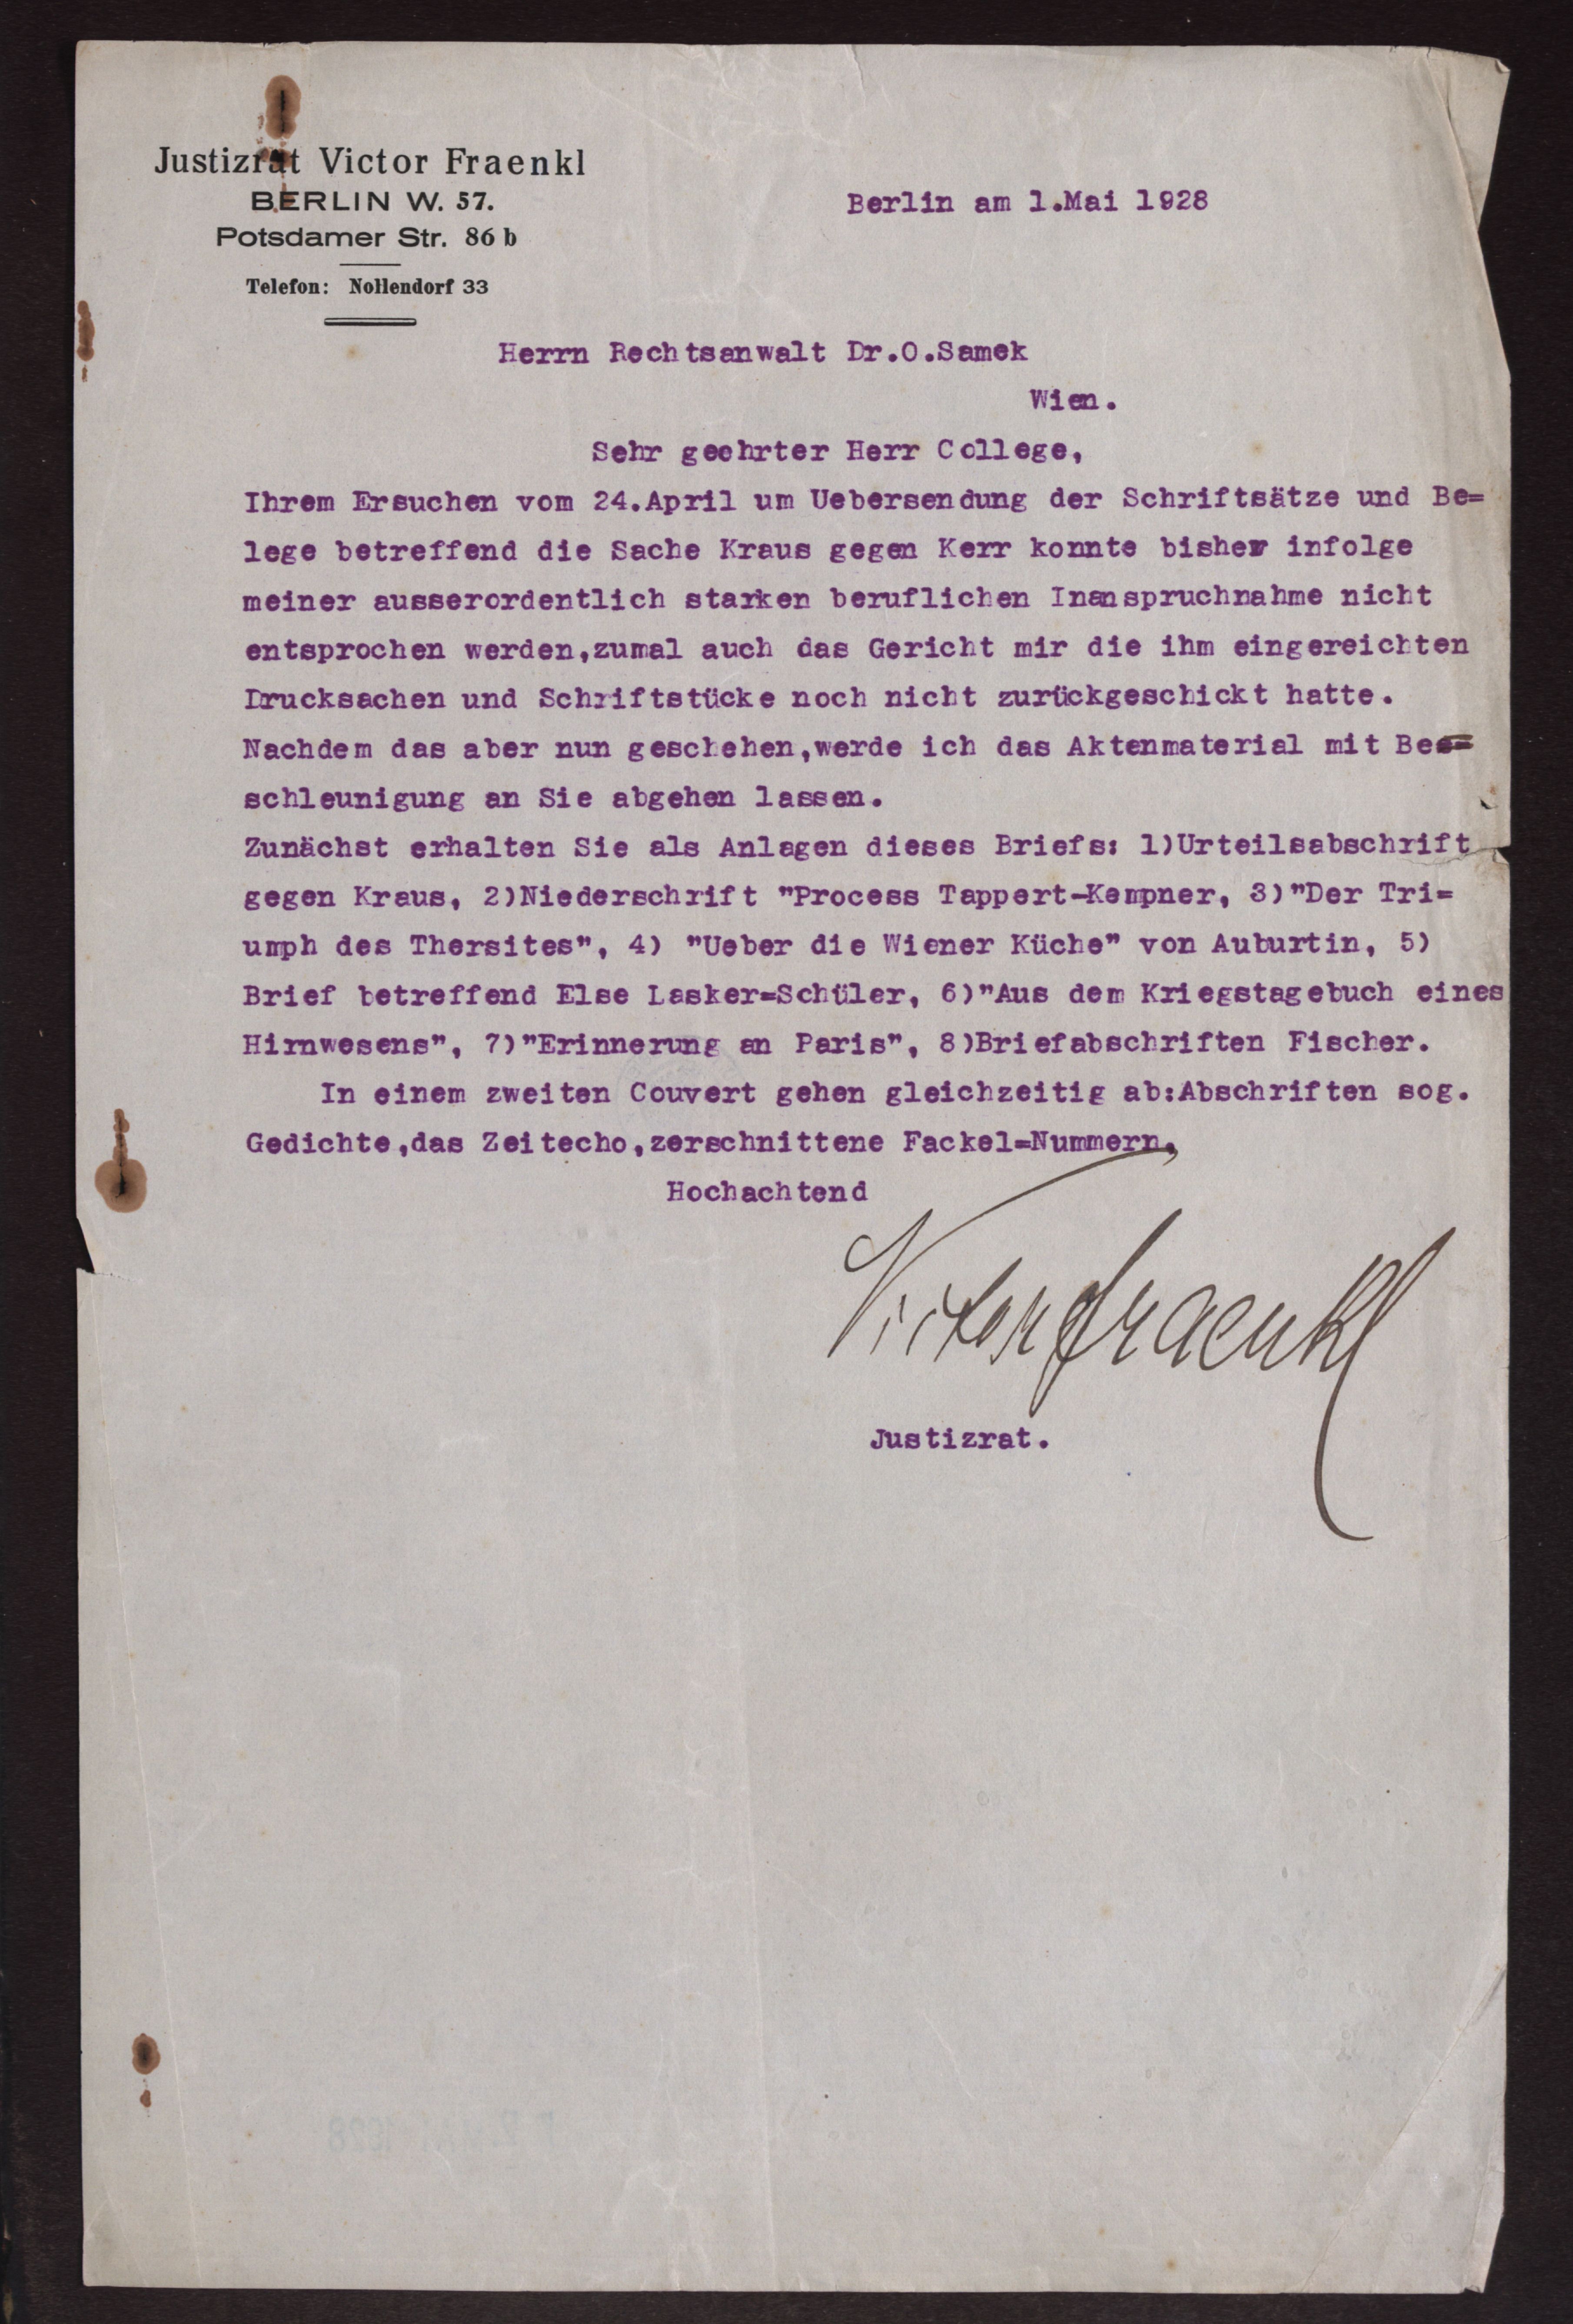 Justizrat Victor Fraenkl
BERLIN W. 57.
Potsdamer Str. 86 b
Telefon: Nollendorf 33
Berlin am 1.Mai 1928
Herrn Rechtsanwalt Dr.O.Samek
Wien.
Sehr geehrter Herr College,
Ihrem Ersuchen vom 24.April um Uebersendung der Schriftsätze und Be=
lege betreffend die Sache Kraus gegen Kerr konnte bisher infolge
meiner ausserordentlich starken beruflichen Inanspruchnahme nicht
entsprochen werden,zumal auch das Gericht mir die ihm eingereichten
Drucksachen und Schriftstücke noch nicht zurückgeschickt hatte.
Nachdem das aber nun geschehen,werde ich das Aktenmaterial mit Be=
schleunigung an Sie abgehen lassen.
Zunächst erhalten Sie als Anlagen dieses Briefs: 1)Urteilsabschrift
gegen Kraus, 2)Niederschrift "Process Tappert-Kempner, 3)"Der Tri=
umph des Thersites", 4) "Ueber die Wiener Küche" von Auburtin, 5)
Brief betreffend Else Lasker=Schüler, 6)"Aus dem Kriegstagebuch eines
Hirnwesens", 7)"Erinnerung an Paris", 8)Briefabschriften Fischer.
In einem zweiten Couvert gehen gleichzeitig ab:Abschriften sog.
Gedichte,das Zeitecho,zerschnittene Fackel=Nummern.
Hochachtend
Victor Fraenkl
Justizrat.